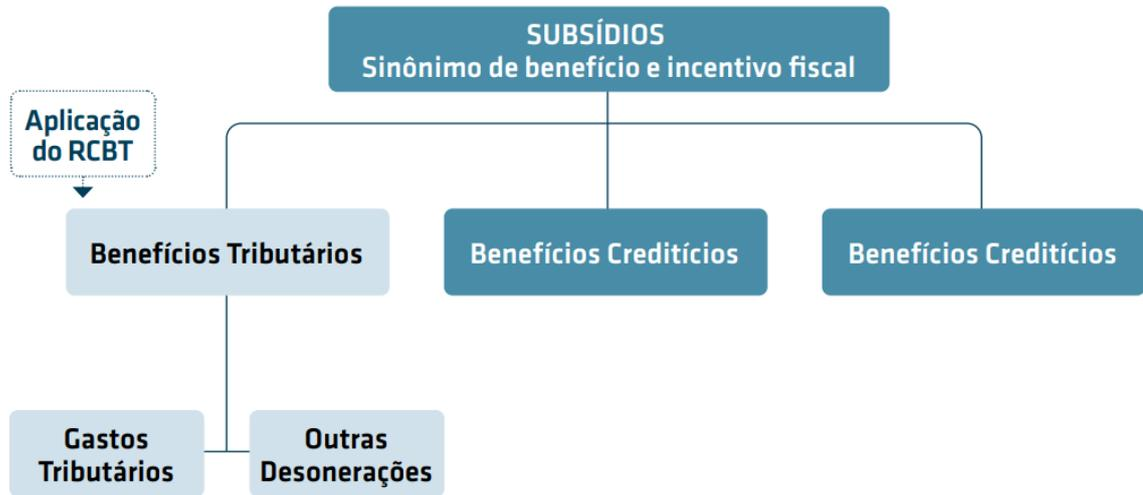 SUBSÍDIOS
Sinônimo de benefício e incentivo fiscal
Aplicação
do RCBT
Benefícios Tributários
Benefícios Creditícios
Benefícios Creditícios
Gastos
Tributários
Outras
Desonerações